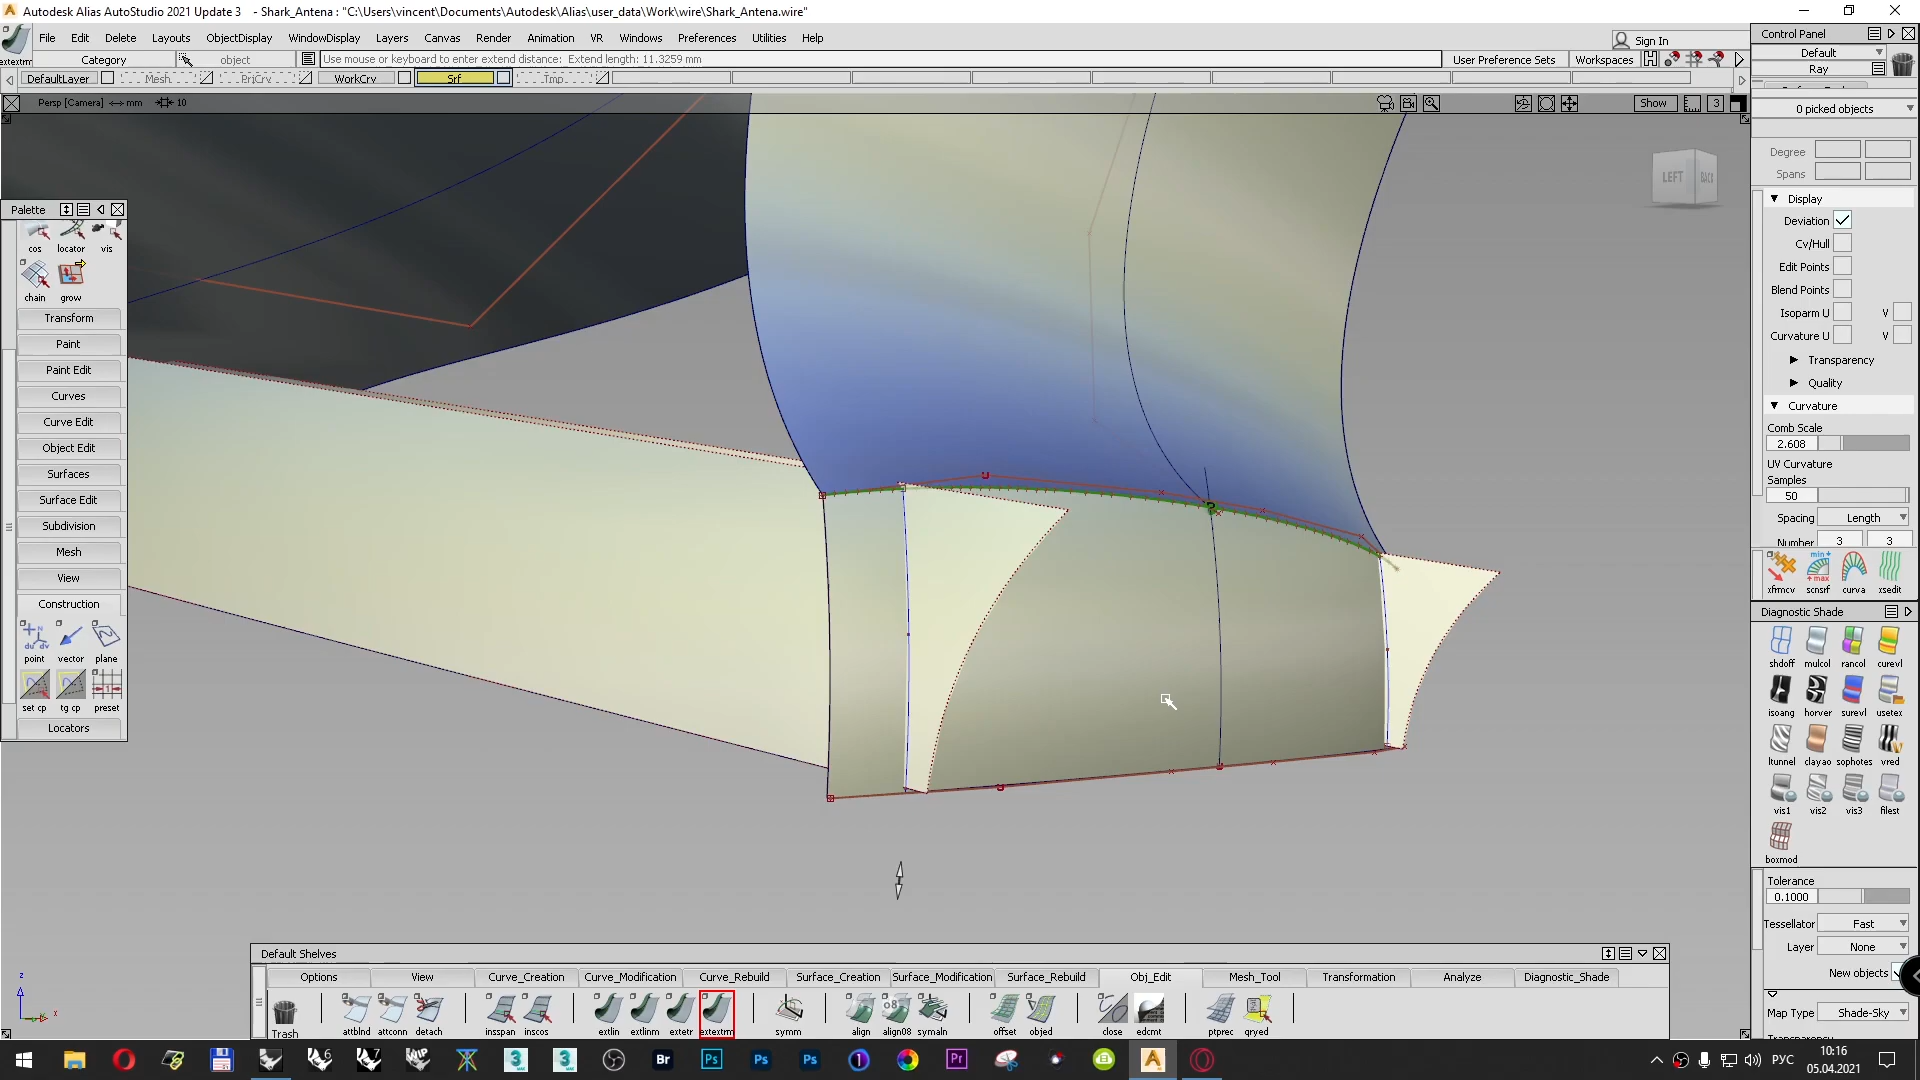 Autodesk Alias AutoStudio 2021 Update 3 - Shark_Antena : "C:\Users\vincent\Documents\Autodesk\Alias\user_data\Work\wire\Shark_Antena.wire"
File Edit Delete Layouts ObjectDisplay WindowDisplay Layers Canvas Render Animation VR Windows Preferences Utilities Help
Sign In
extextrm Category object Use mouse or keyboard to enter extend distance: Extend length: 11.3259 mm User Preference Sets Workspaces
DefaultLayer Mesh PrjCrv WorkCrv Srf Tmp
Persp [Camera] mm 10 Show 3
Control Panel
Default
Ray
0 picked objects
Degree
Spans
Display
Deviation
Cv/Hull
Edit Points
Blend Points
Isoparm U V
Curvature U V
Transparency
Quality
Curvature
Comb Scale
2.608
UV Curvature
Samples
50
Spacing Length
Number 3 3
min+ +max
xfrmcv scnsrf curva xsedit
Diagnostic Shade
shdoff mulcol rancol curevl
isoang horver surevl usetex
ltunnel clayao sophotes vred
vis1 vis2 vis3 filest
boxmod
Tolerance
0.1000
Tessellator Fast
Layer None
New objects
Map Type Shade-Sky
LEFT BACK
Palette
cos locator vis
chain grow
Transform
Paint
Paint Edit
Curves
Curve Edit
Object Edit
Surfaces
Surface Edit
Subdivision
Mesh
View
Construction
point vector plane
set cp tg cp preset
Locators
z
x
Default Shelves
Options View Curve_Creation Curve_Modification Curve_Rebuild Surface_Creation Surface_Modification Surface_Rebuild Obj_Edit Mesh_Tool Transformation Analyze Diagnostic_Shade
Trash attblnd attconn detach insspan inscos extlin extlinm extetr extextrm symm align align08 symaln offset objed close edcmt ptprec qryed
Br Ps Ps Ps Pr
РУС
10:16
05.04.2021